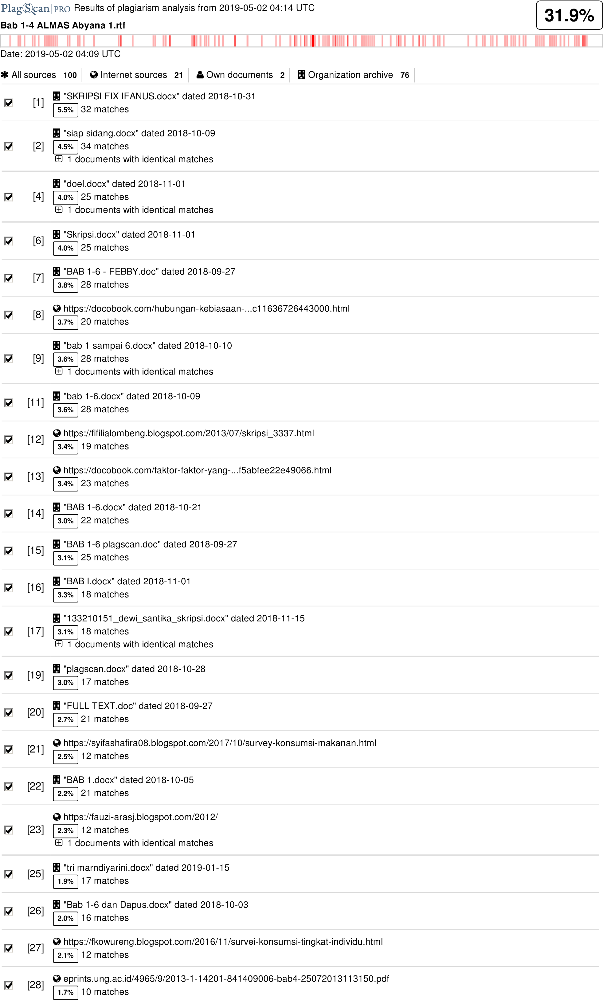 PlagScan PRO Results of plagiarism analysis from 2019-05-02 04:14 UTC
31.9%
Bab 1-4 ALMAS Abyana 1.rtf
Date: 2019-05-02 04:09 UTC
All sources 100 Internet sources 21 Own documents 2 Organization archive 76
[1] "SKRIPSI FIX IFANUS.docx" dated 2018-10-31
5.5% 32 matches
[2] "siap sidang.docx" dated 2018-10-09
4.5% 34 matches
1 documents with identical matches
[4] "doel.docx" dated 2018-11-01
4.0% 25 matches
1 documents with identical matches
[6] "Skripsi.docx" dated 2018-11-01
4.0% 25 matches
[7] "BAB 1-6 - FEBBY.doc" dated 2018-09-27
3.8% 28 matches
[8] https://docobook.com/hubungan-kebiasaan-...c11636726443000.html
3.7% 20 matches
[9] "bab 1 sampai 6.docx" dated 2018-10-10
3.6% 28 matches
1 documents with identical matches
[11] "bab 1-6.docx" dated 2018-10-09
3.6% 28 matches
[12] https://fifilialombeng.blogspot.com/2013/07/skripsi_3337.html
3.4% 19 matches
[13] https://docobook.com/faktor-faktor-yang-...f5abfee22e49066.html
3.4% 23 matches
[14] "BAB 1-6.docx" dated 2018-10-21
3.0% 22 matches
[15] "BAB 1-6 plagscan.doc" dated 2018-09-27
3.1% 25 matches
[16] "BAB I.docx" dated 2018-11-01
3.3% 18 matches
[17] "133210151_dewi_santika_skripsi.docx" dated 2018-11-15
3.1% 18 matches
1 documents with identical matches
[19] "plagscan.docx" dated 2018-10-28
3.0% 17 matches
[20] "FULL TEXT.doc" dated 2018-09-27
2.7% 21 matches
[21] https://syifashafira08.blogspot.com/2017/10/survey-konsumsi-makanan.html
2.5% 12 matches
[22] "BAB 1.docx" dated 2018-10-05
2.2% 21 matches
[23] https://fauzi-arasj.blogspot.com/2012/
2.3% 12 matches
1 documents with identical matches
[25] "tri marndiyarini.docx" dated 2019-01-15
1.9% 17 matches
[26] "Bab 1-6 dan Dapus.docx" dated 2018-10-03
2.0% 16 matches
[27] https://fkowureng.blogspot.com/2016/11/survei-konsumsi-tingkat-individu.html
2.1% 12 matches
[28] eprints.ung.ac.id/4965/9/2013-1-14201-841409006-bab4-25072013113150.pdf
1.7% 10 matches